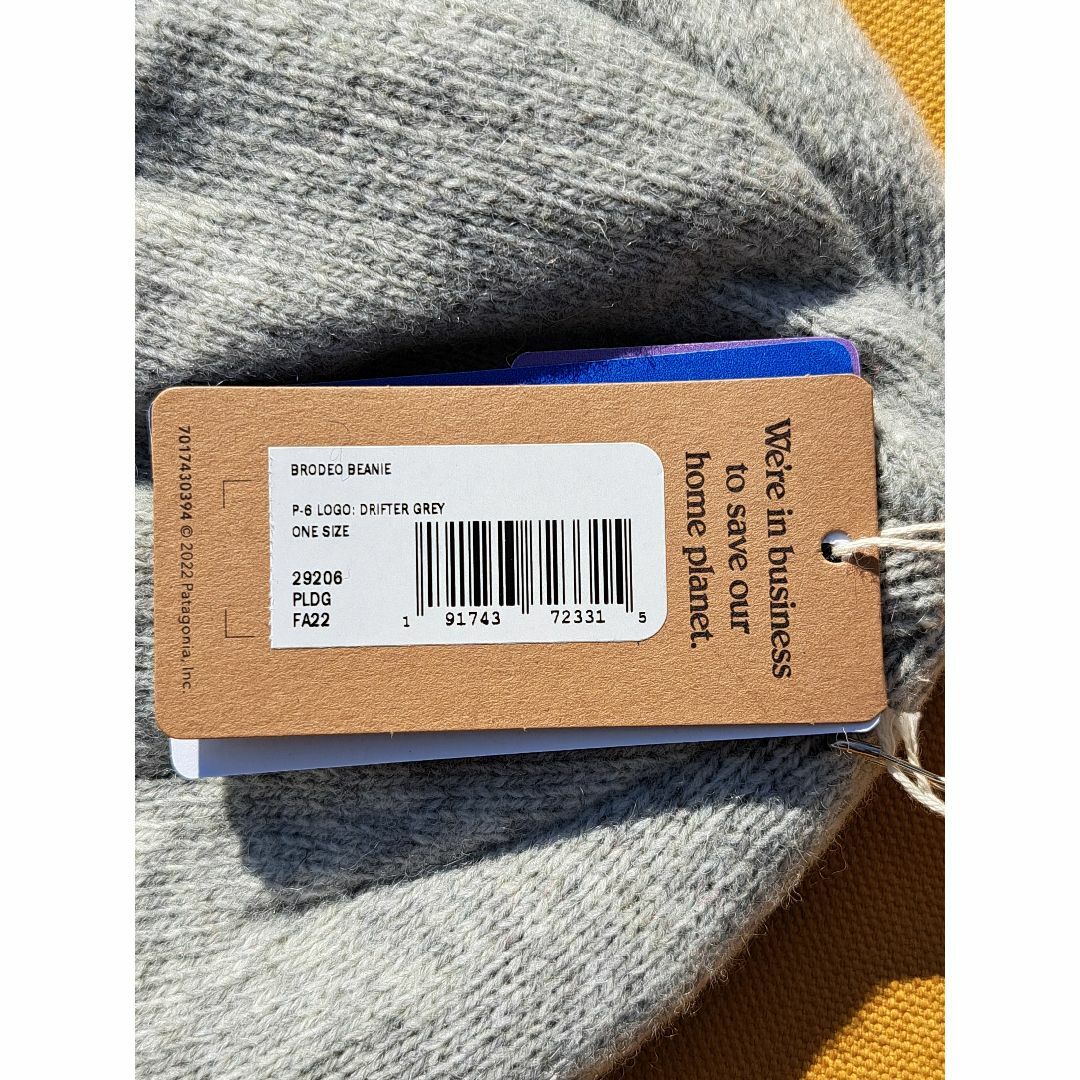 BRODEO BEANIE
P-6 LOGO: DRIFTER GREY
ONE SIZE
29206
PLDG
FA22
1 91743 72331 5
We're in business
to save our
home planet.
7017430394 © 2022 Patagonia, Inc.